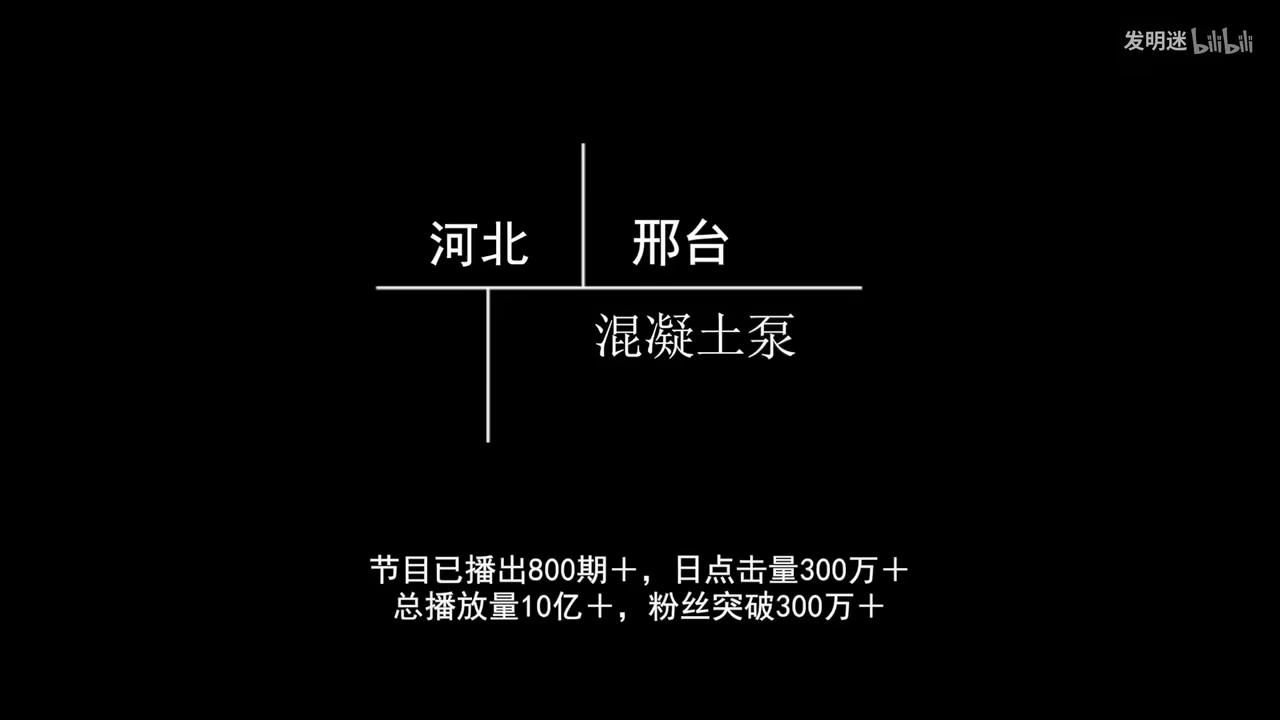 发明迷 bilibili
河北 邢台
混凝土泵
节目已播出800期＋，日点击量300万＋
总播放量10亿＋，粉丝突破300万＋